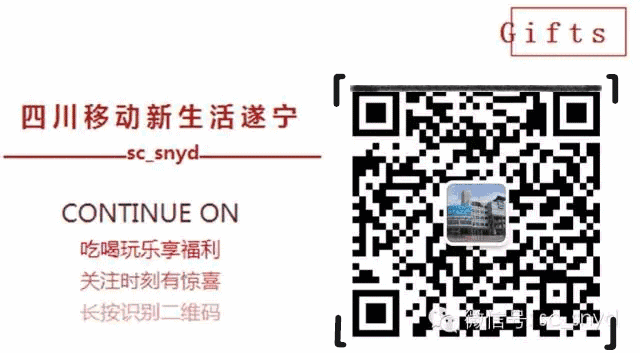 Gifts
四川移动新生活遂宁
sc_snyd
CONTINUE ON
吃喝玩乐享福利
关注时刻有惊喜
长按识别二维码
微信号: sc_snyd